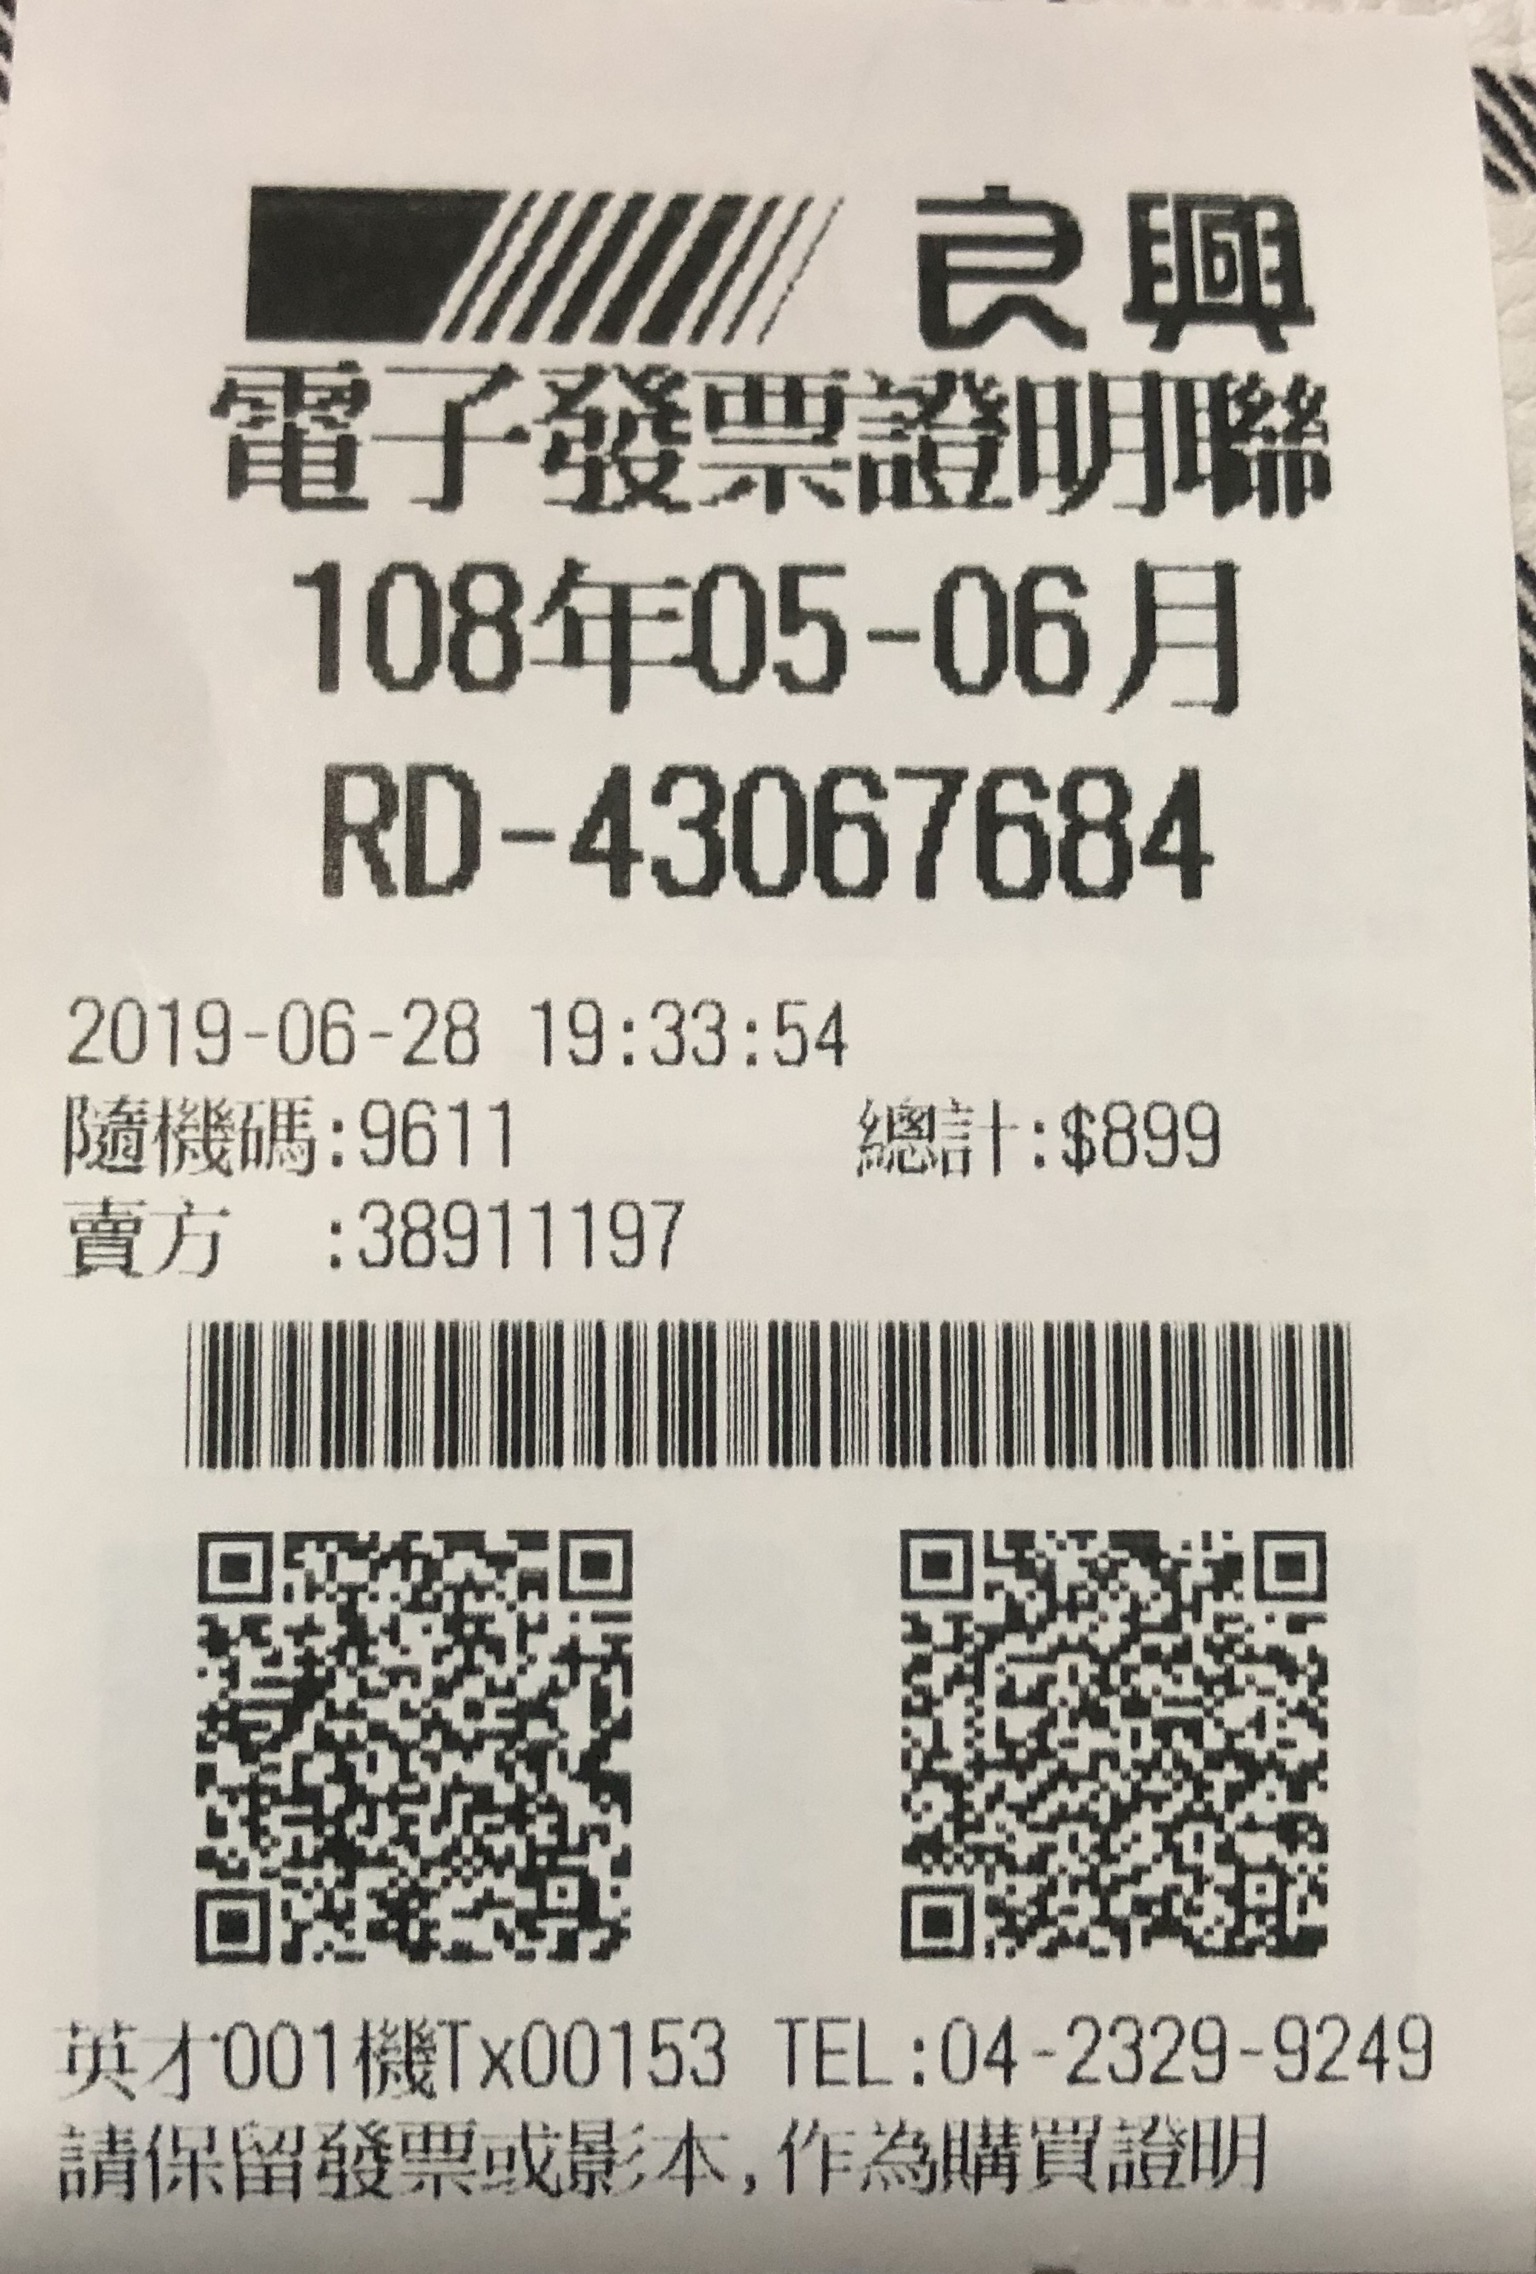 良興
電子發票證明聯
108年05-06月
RD-43067684
2019-06-28 19:33:54
隨機碼:9611 總計:$899
賣方 :38911197
英才001機Tx00153 TEL:04-2329-9249
請保留發票或影本,作為購買證明